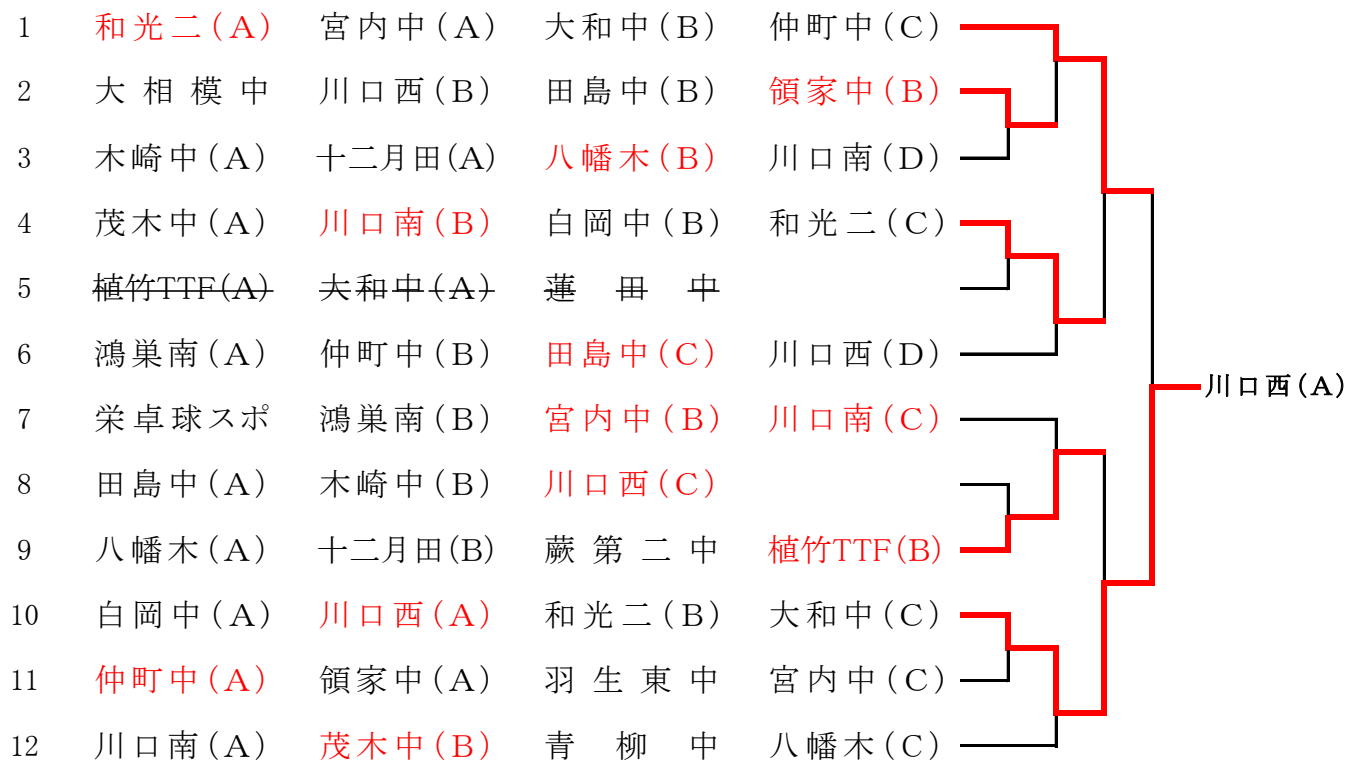 1 和光二(A) 宮内中(A) 大和中(B) 仲町中(C)
2 大相模中 川口西(B) 田島中(B) 領家中(B)
3 木崎中(A) 十二月田(A) 八幡木(B) 川口南(D)
4 茂木中(A) 川口南(B) 白岡中(B) 和光二(C)
5 植竹TTF(A) 大和中(A) 蓮田中
6 鴻巣南(A) 仲町中(B) 田島中(C) 川口西(D)
川口西(A)
7 栄卓球スポ 鴻巣南(B) 宮内中(B) 川口南(C)
8 田島中(A) 木崎中(B) 川口西(C)
9 八幡木(A) 十二月田(B) 蕨第二中 植竹TTF(B)
10 白岡中(A) 川口西(A) 和光二(B) 大和中(C)
11 仲町中(A) 領家中(A) 羽生東中 宮内中(C)
12 川口南(A) 茂木中(B) 青柳中 八幡木(C)